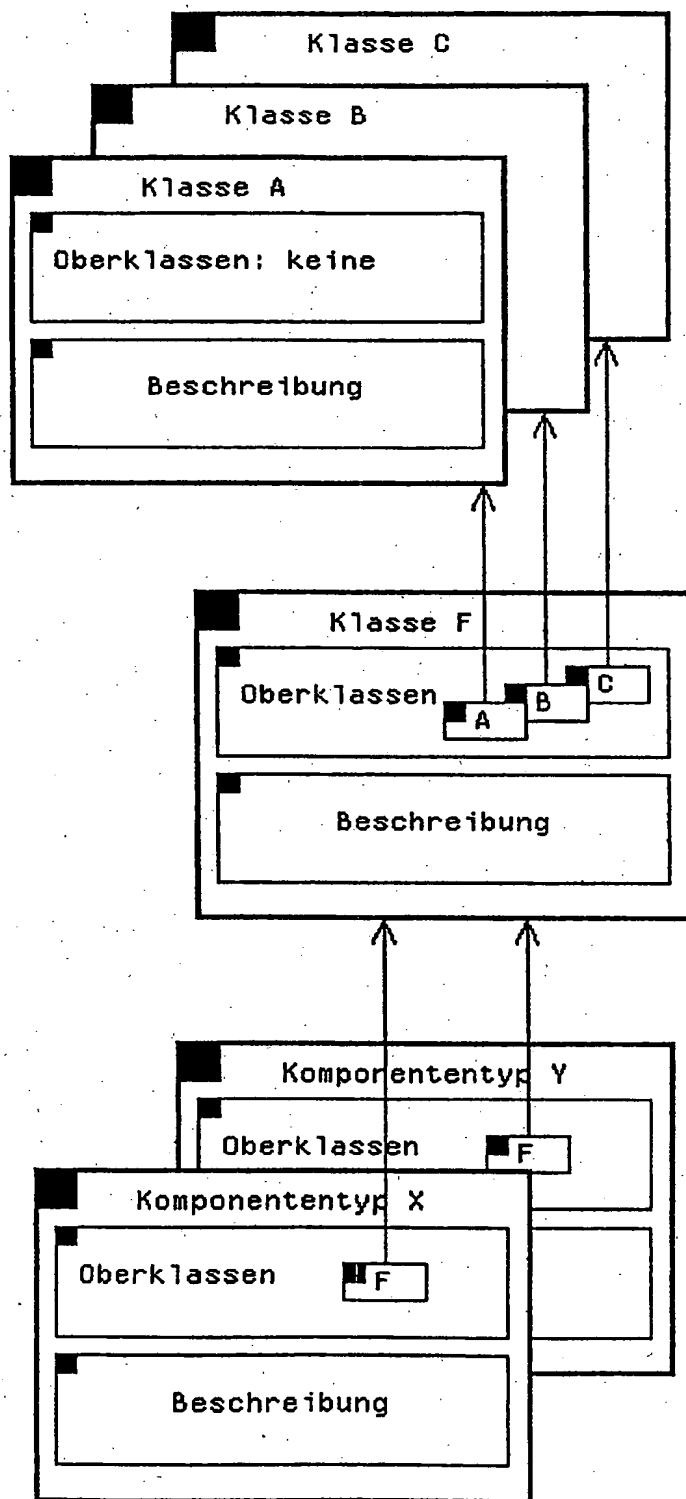 Klasse C
Klasse B
Klasse A
Oberklassen: keine
Beschreibung
Klasse F
Oberklassen
A
B
C
Beschreibung
Komponententyp Y
Oberklassen
F
Komponententyp X
Oberklassen
F
Beschreibung